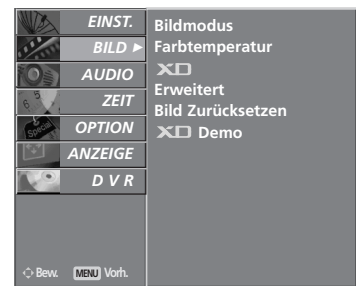 EINST.
BILD ►
AUDIO
ZEIT
OPTION
ANZEIGE
D V R
Bew. MENU Vorh.
Bildmodus
Farbtemperatur
XD
Erweitert
Bild Zurücksetzen
XD Demo